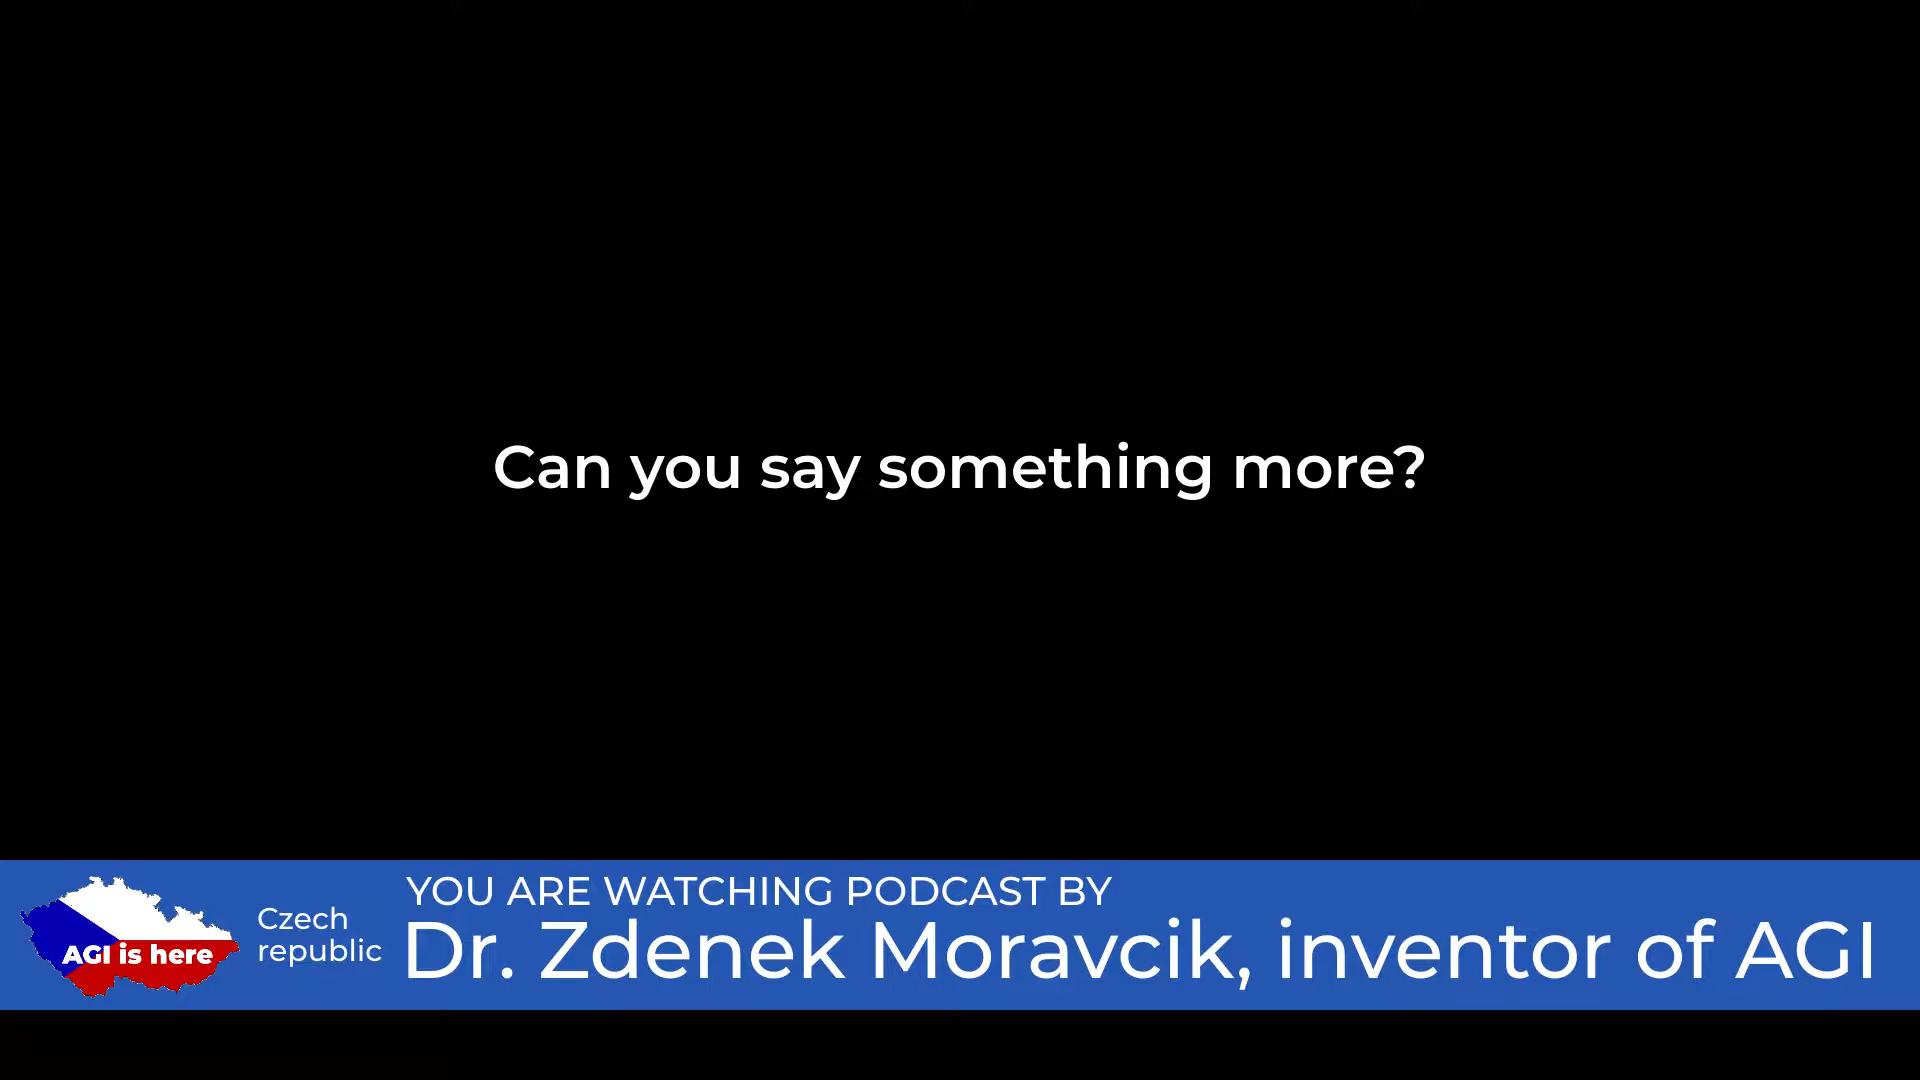 Can you say something more?
YOU ARE WATCHING PODCAST BY
Dr. Zdenek Moravcik, inventor of AGI
Czech
republic
AGI is here